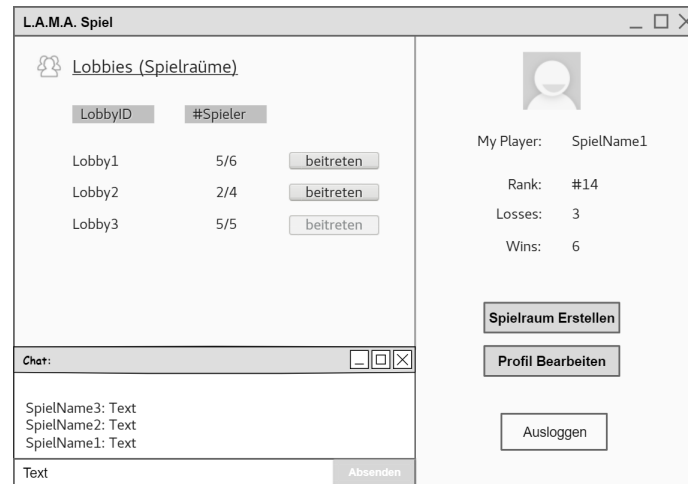 L.A.M.A. Spiel
Lobbies (Spielraüme)
LobbyID #Spieler
Lobby1 5/6 beitreten
Lobby2 2/4 beitreten
Lobby3 5/5 beitreten
Chat:
SpielName3: Text
SpielName2: Text
SpielName1: Text
Text Absenden
My Player: SpielName1
Rank: #14
Losses: 3
Wins: 6
Spielraum Erstellen
Profil Bearbeiten
Ausloggen